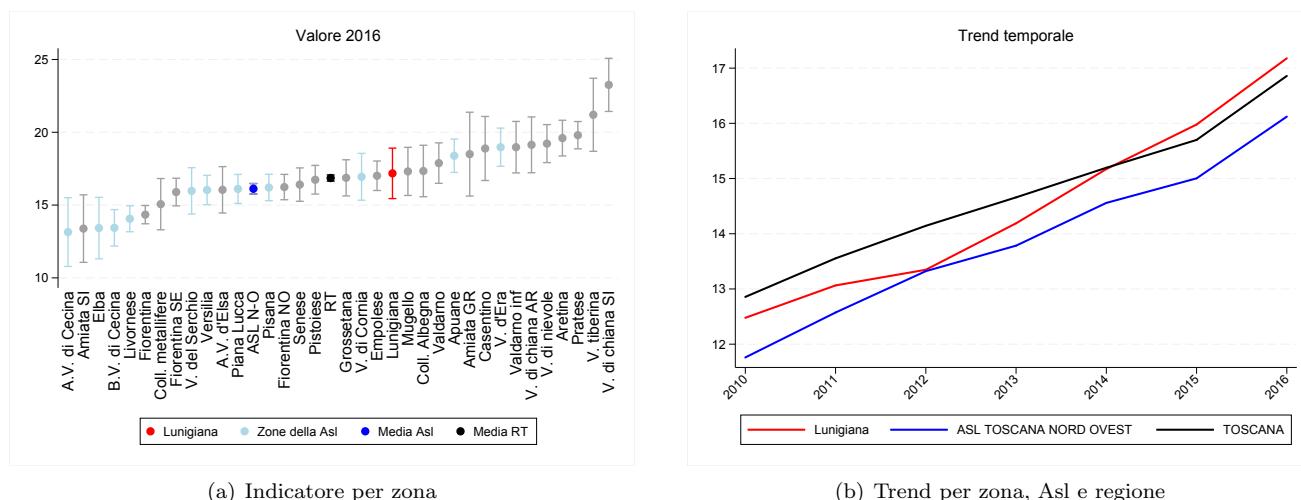 Valore 2016
25
20
15
10
A.V. di Cecina
Amiata SI
Elba
B.V. di Cecina
Livornese
Fiorentina
Coll. metallifere
Fiorentina SE
V. del Serchio
Versilia
A.V. d'Elsa
Piana Lucca
ASL N-O
Pisana
Fiorentina NO
Senese
Pistoiese
RT
Grossetana
V. di Cornia
Empolese
Lunigiana
Mugello
Coll. Albegna
Valdarno
Apuane
Amiata GR
Casentino
V. d'Era
Valdarno inf
V. di chiana AR
V. di nievole
Aretina
Pratese
V. tiberina
V. di chiana SI
Lunigiana Zone della Asl Media Asl Media RT
(a) Indicatore per zona
Trend temporale
17
16
15
14
13
12
2010
2011
2012
2013
2014
2015
2016
Lunigiana ASL TOSCANA NORD OVEST TOSCANA
(b) Trend per zona, Asl e regione